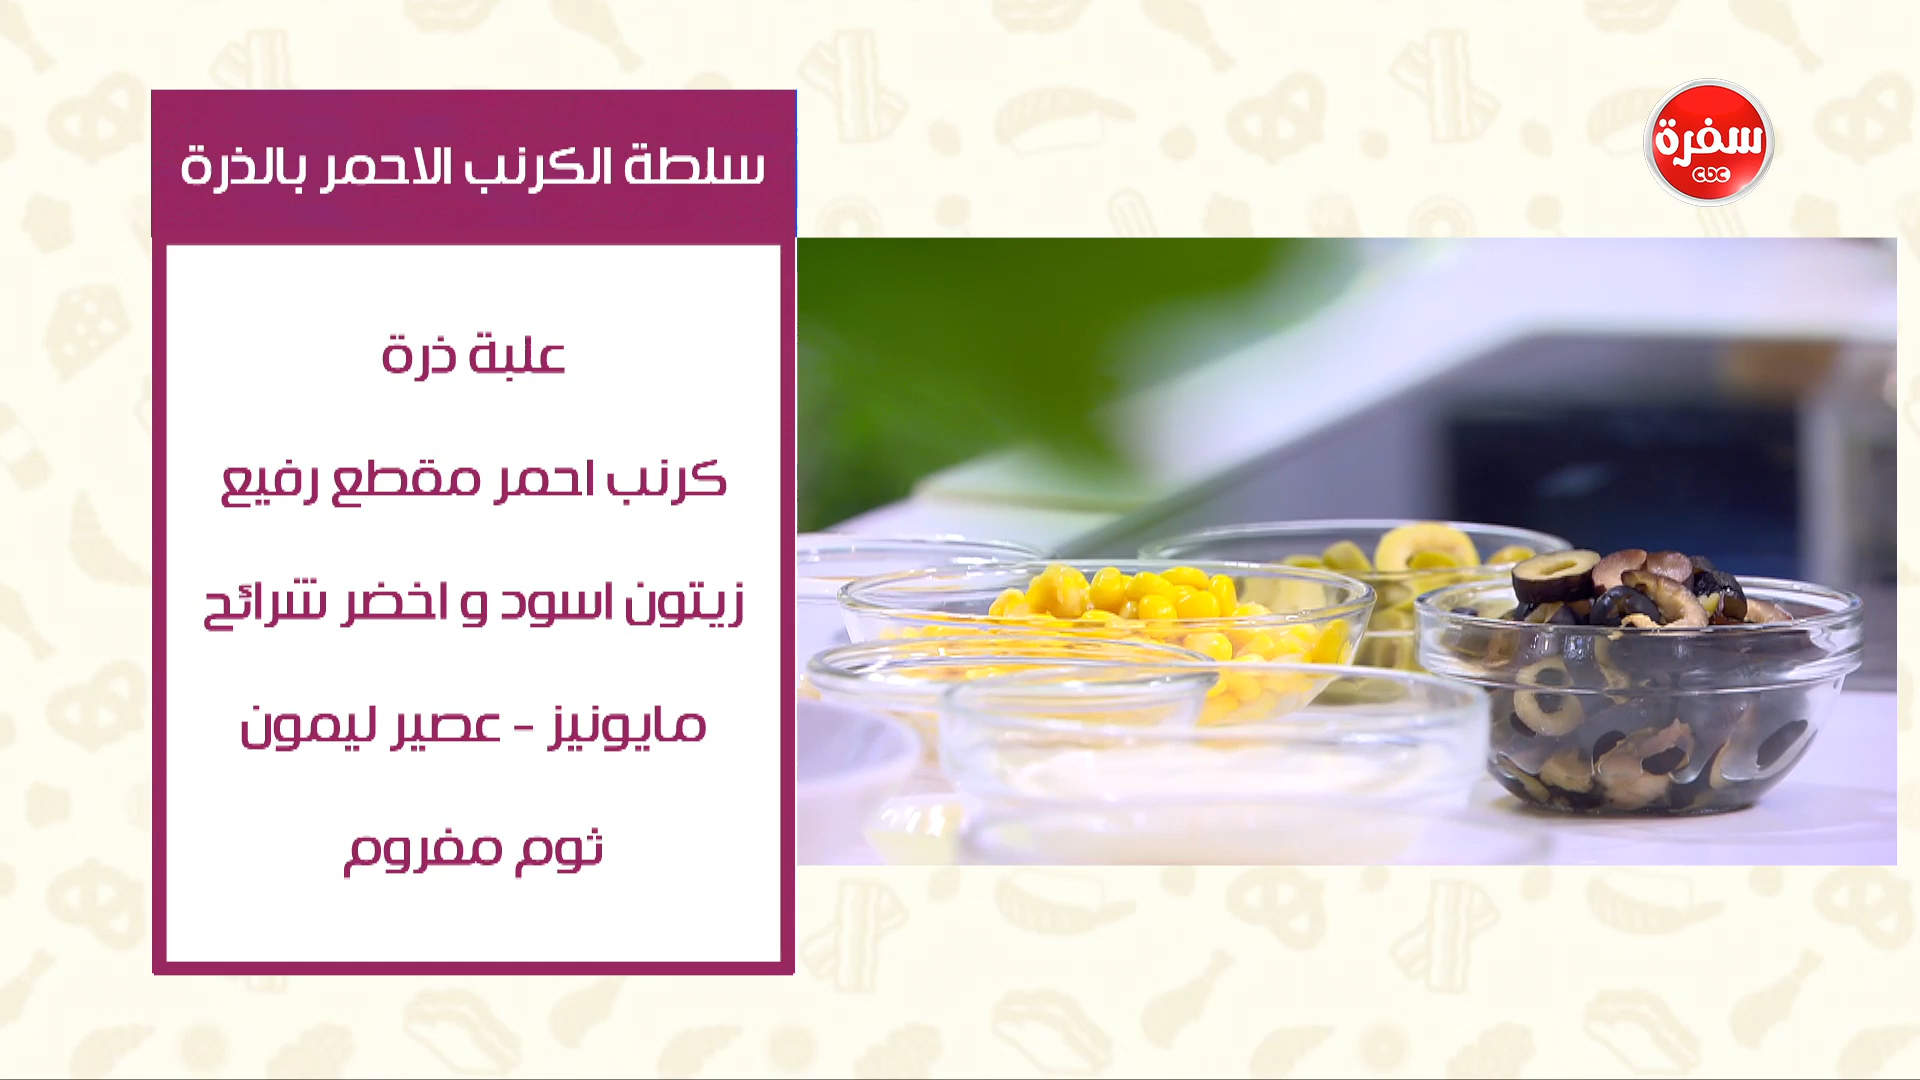 سلطة الكرنب الاحمر بالذرة
علبة ذرة
كرنب احمر مقطع رفيع
زيتون اسود و اخضر شرائح
مايونيز - عصير ليمون
ثوم مفروم
سفرة
cbc